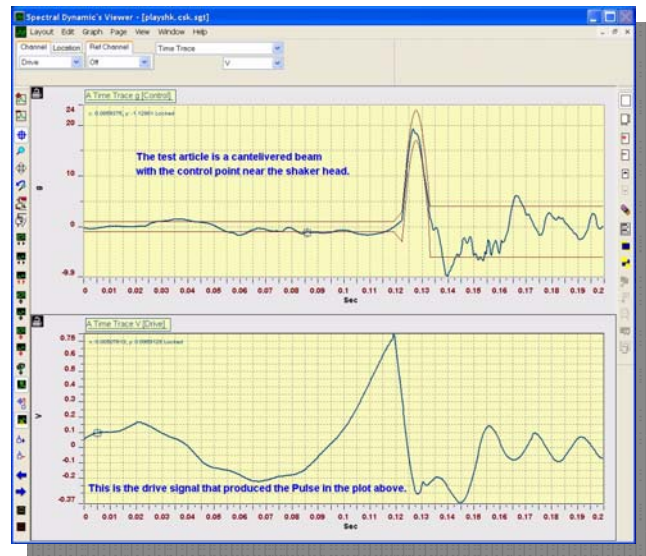 Spectral Dynamic's Viewer - [playshk.csk.sgt]
Layout Edit Graph Page View Window Help
Channel Location Ref Channel Time Trace
Drive Off V
A Time Trace g [Control]
Locked
24
20
10
0
-9.9
g
The test article is a cantelivered beam
with the control point near the shaker head.
0 0.01 0.02 0.03 0.04 0.05 0.06 0.07 0.08 0.09 0.1 0.11 0.12 0.13 0.14 0.15 0.16 0.17 0.18 0.19 0.2
Sec
A Time Trace V [Drive]
Locked
0.75
0.6
0.5
0.4
0.3
0.2
0.1
0
-0.1
-0.2
-0.37
V
This is the drive signal that produced the Pulse in the plot above.
0 0.01 0.02 0.03 0.04 0.05 0.06 0.07 0.08 0.09 0.1 0.11 0.12 0.13 0.14 0.15 0.16 0.17 0.18 0.19 0.2
Sec